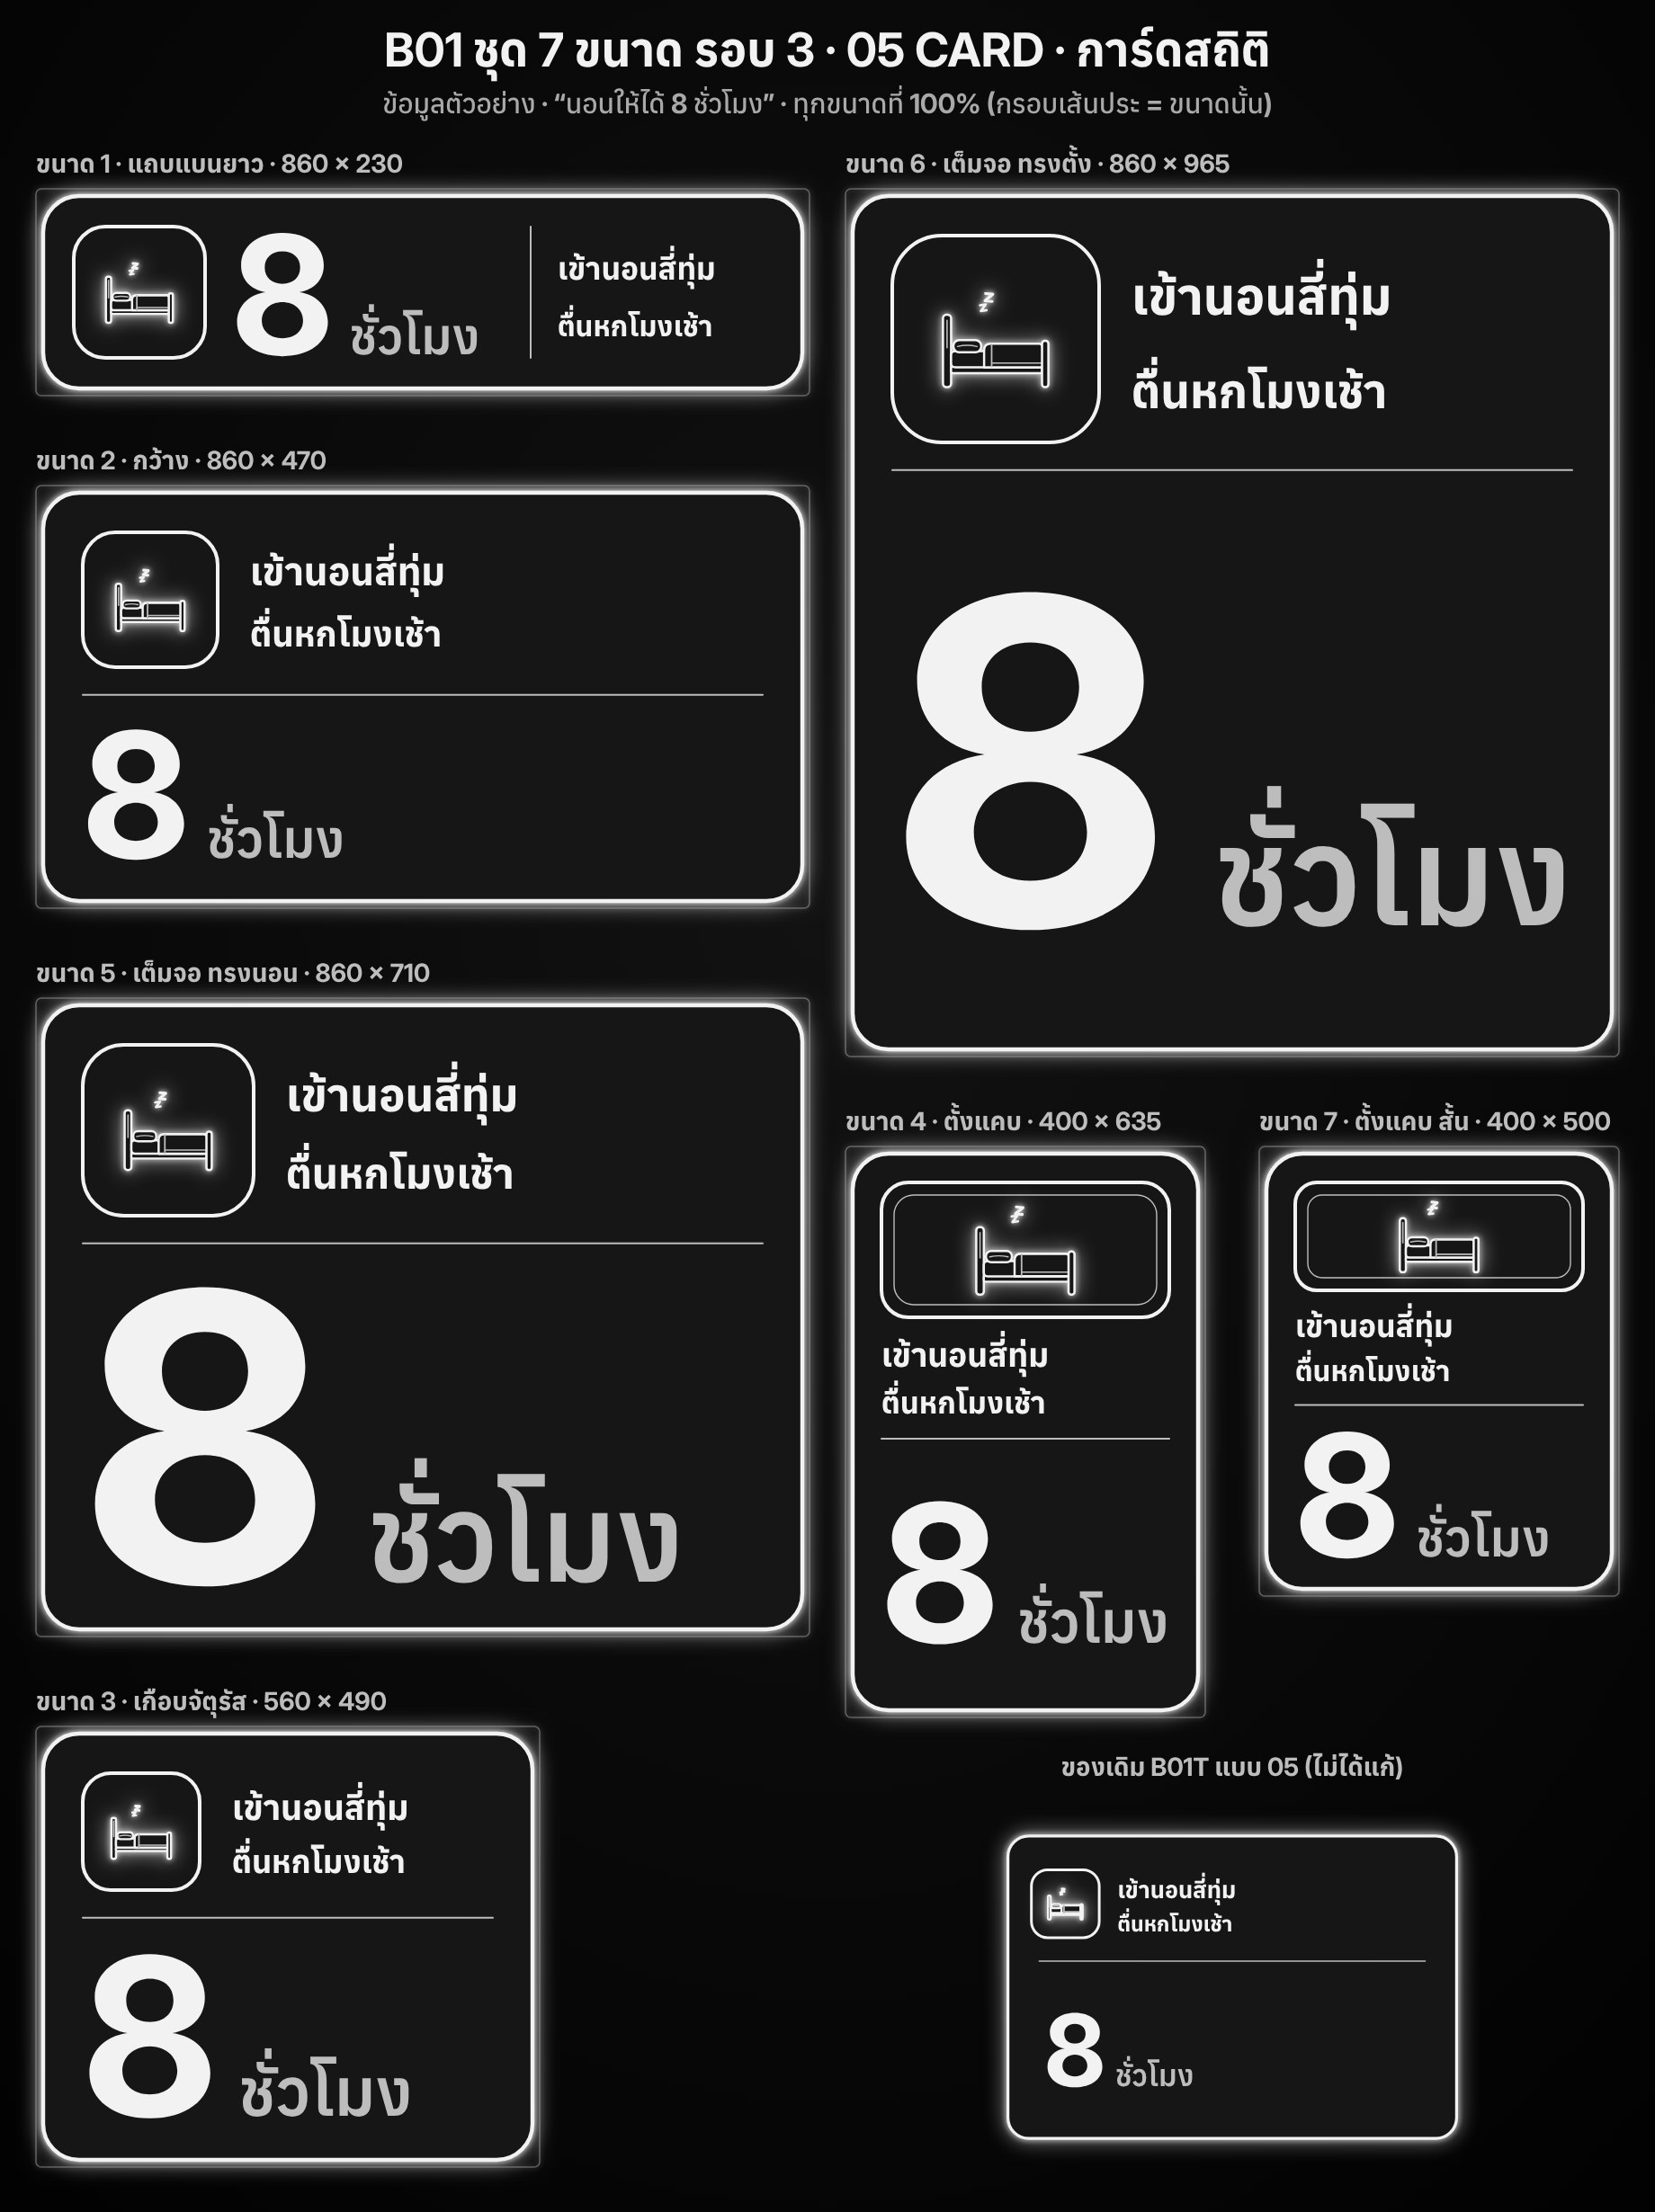 B01 ชุด 7 ขนาด รอบ 3 · 05 CARD · การ์ดสถิติ
ข้อมูลตัวอย่าง · “นอนให้ได้ 8 ชั่วโมง” · ทุกขนาดที่ 100% (กรอบเส้นประ = ขนาดนั้น)
ขนาด 1 · แถบแบนยาว · 860 × 230
8 ชั่วโมง
เข้านอนสี่ทุ่ม
ตื่นหกโมงเช้า
ขนาด 2 · กว้าง · 860 × 470
เข้านอนสี่ทุ่ม
ตื่นหกโมงเช้า
8 ชั่วโมง
ขนาด 5 · เต็มจอ ทรงนอน · 860 × 710
เข้านอนสี่ทุ่ม
ตื่นหกโมงเช้า
8 ชั่วโมง
ขนาด 3 · เกือบจัตุรัส · 560 × 490
เข้านอนสี่ทุ่ม
ตื่นหกโมงเช้า
8 ชั่วโมง
ขนาด 6 · เต็มจอ ทรงตั้ง · 860 × 965
เข้านอนสี่ทุ่ม
ตื่นหกโมงเช้า
8 ชั่วโมง
ขนาด 4 · ตั้งแคบ · 400 × 635
z
z
เข้านอนสี่ทุ่ม
ตื่นหกโมงเช้า
8 ชั่วโมง
ขนาด 7 · ตั้งแคบ สั้น · 400 × 500
เข้านอนสี่ทุ่ม
ตื่นหกโมงเช้า
8 ชั่วโมง
ของเดิม B01T แบบ 05 (ไม่ได้แก้)
เข้านอนสี่ทุ่ม
ตื่นหกโมงเช้า
8 ชั่วโมง